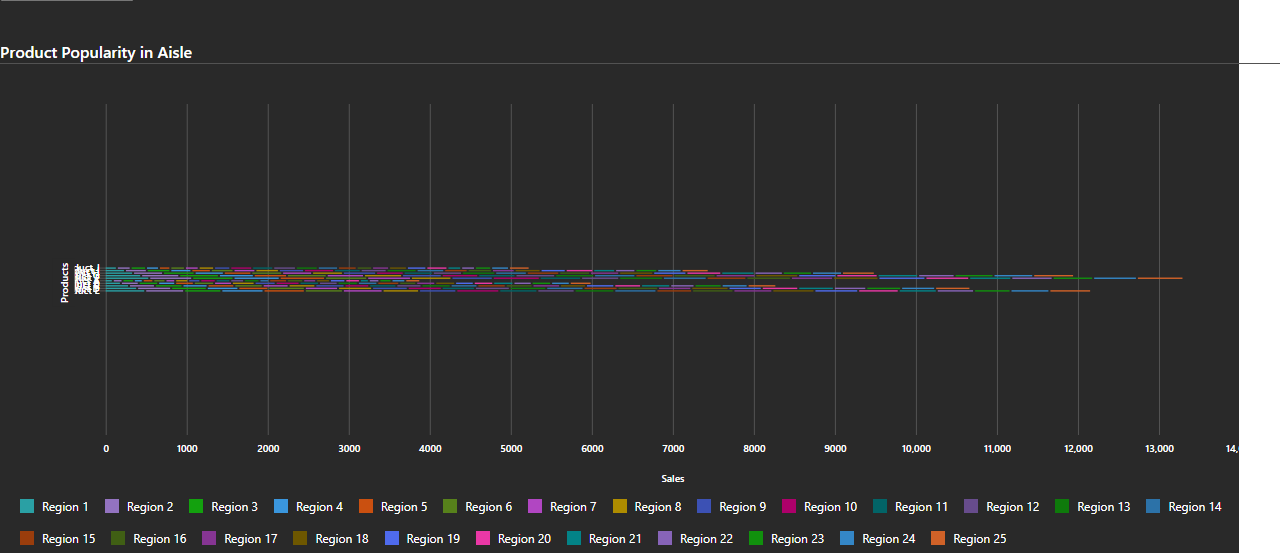 Product Popularity in Aisle
Products
0 1000 2000 3000 4000 5000 6000 7000 8000 9000 10,000 11,000 12,000 13,000
Sales
Region 1 Region 2 Region 3 Region 4 Region 5 Region 6 Region 7 Region 8 Region 9 Region 10 Region 11 Region 12 Region 13 Region 14
Region 15 Region 16 Region 17 Region 18 Region 19 Region 20 Region 21 Region 22 Region 23 Region 24 Region 25